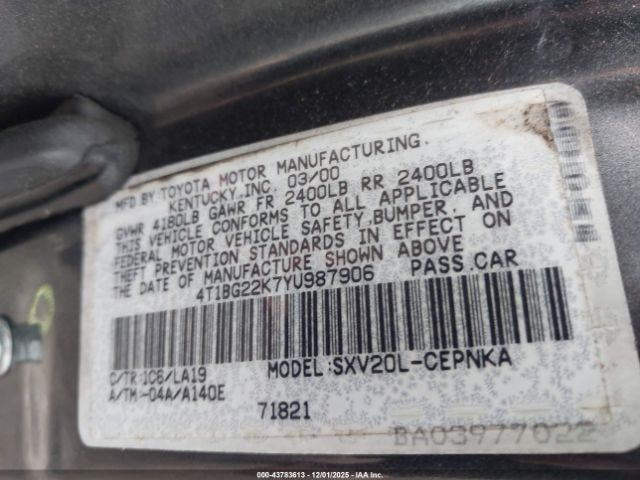 MFD.BY:TOYOTA MOTOR MANUFACTURING.
KENTUCKY,INC. 03/00
GVWR 4180LB GAWR FR 2400LB RR 2400LB
THIS VEHICLE CONFORMS TO ALL APPLICABLE
FEDERAL MOTOR VEHICLE SAFETY,BUMPER, AND
THEFT PREVENTION STANDARDS IN EFFECT ON
THE DATE OF MANUFACTURE SHOWN ABOVE
4T1BG22K7YU987906 PASS.CAR
C/TR:1C6/LA19 MODEL:SXV20L-CEPNKA
A/TM:-04A/A140E
71821
BA03977022
000-43783613 - 12/01/2025 - IAAI.COM